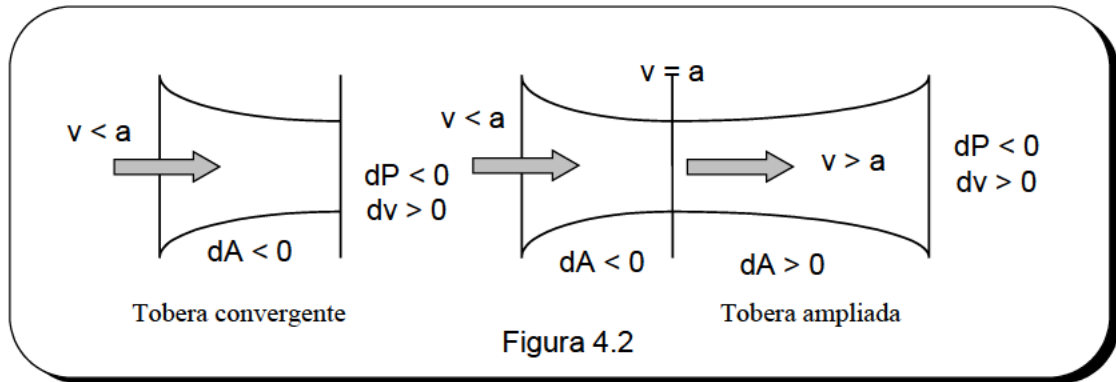 v < a
dP < 0
dv > 0
dA < 0
Tobera convergente
v = a
v < a
v > a
dP < 0
dv > 0
dA < 0
dA > 0
Tobera ampliada
Figura 4.2